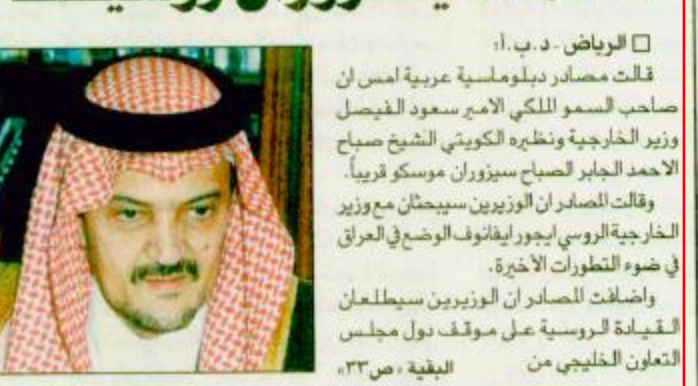 □ الرياض - د.ب.أ:
قالت مصادر دبلوماسية عربية امس ان
صاحب السمو الملكي الامير سعود الفيصل
وزير الخارجية ونظيره الكويتي الشيخ صباح
الاحمد الجابر الصباح سيزوران موسكو قريباً.
وقالت المصادر ان الوزيرين سيبحثان مع وزير
الخارجية الروسي ايجور ايفانوف الوضع في العراق
في ضوء التطورات الأخيرة.
واضافت المصادر ان الوزيرين سيطلعان
القيادة الروسية على موقف دول مجلس
التعاون الخليجي من البقية «ص٣٣»